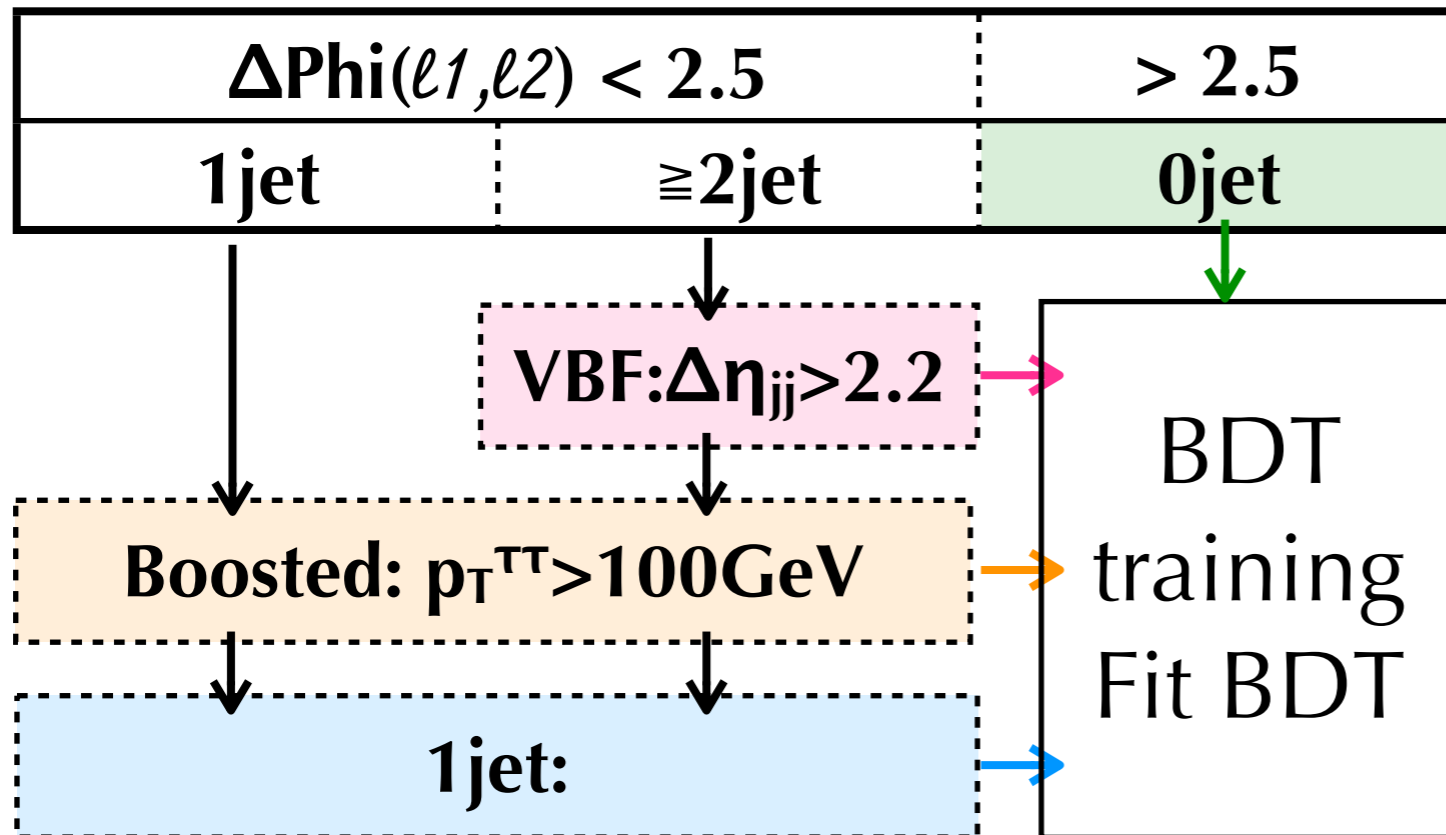 ΔPhi(ℓ1,ℓ2) < 2.5
> 2.5
1jet
≧2jet
0jet
VBF:Δηjj>2.2
Boosted: pTττ>100GeV
1jet:
BDT
training
Fit BDT